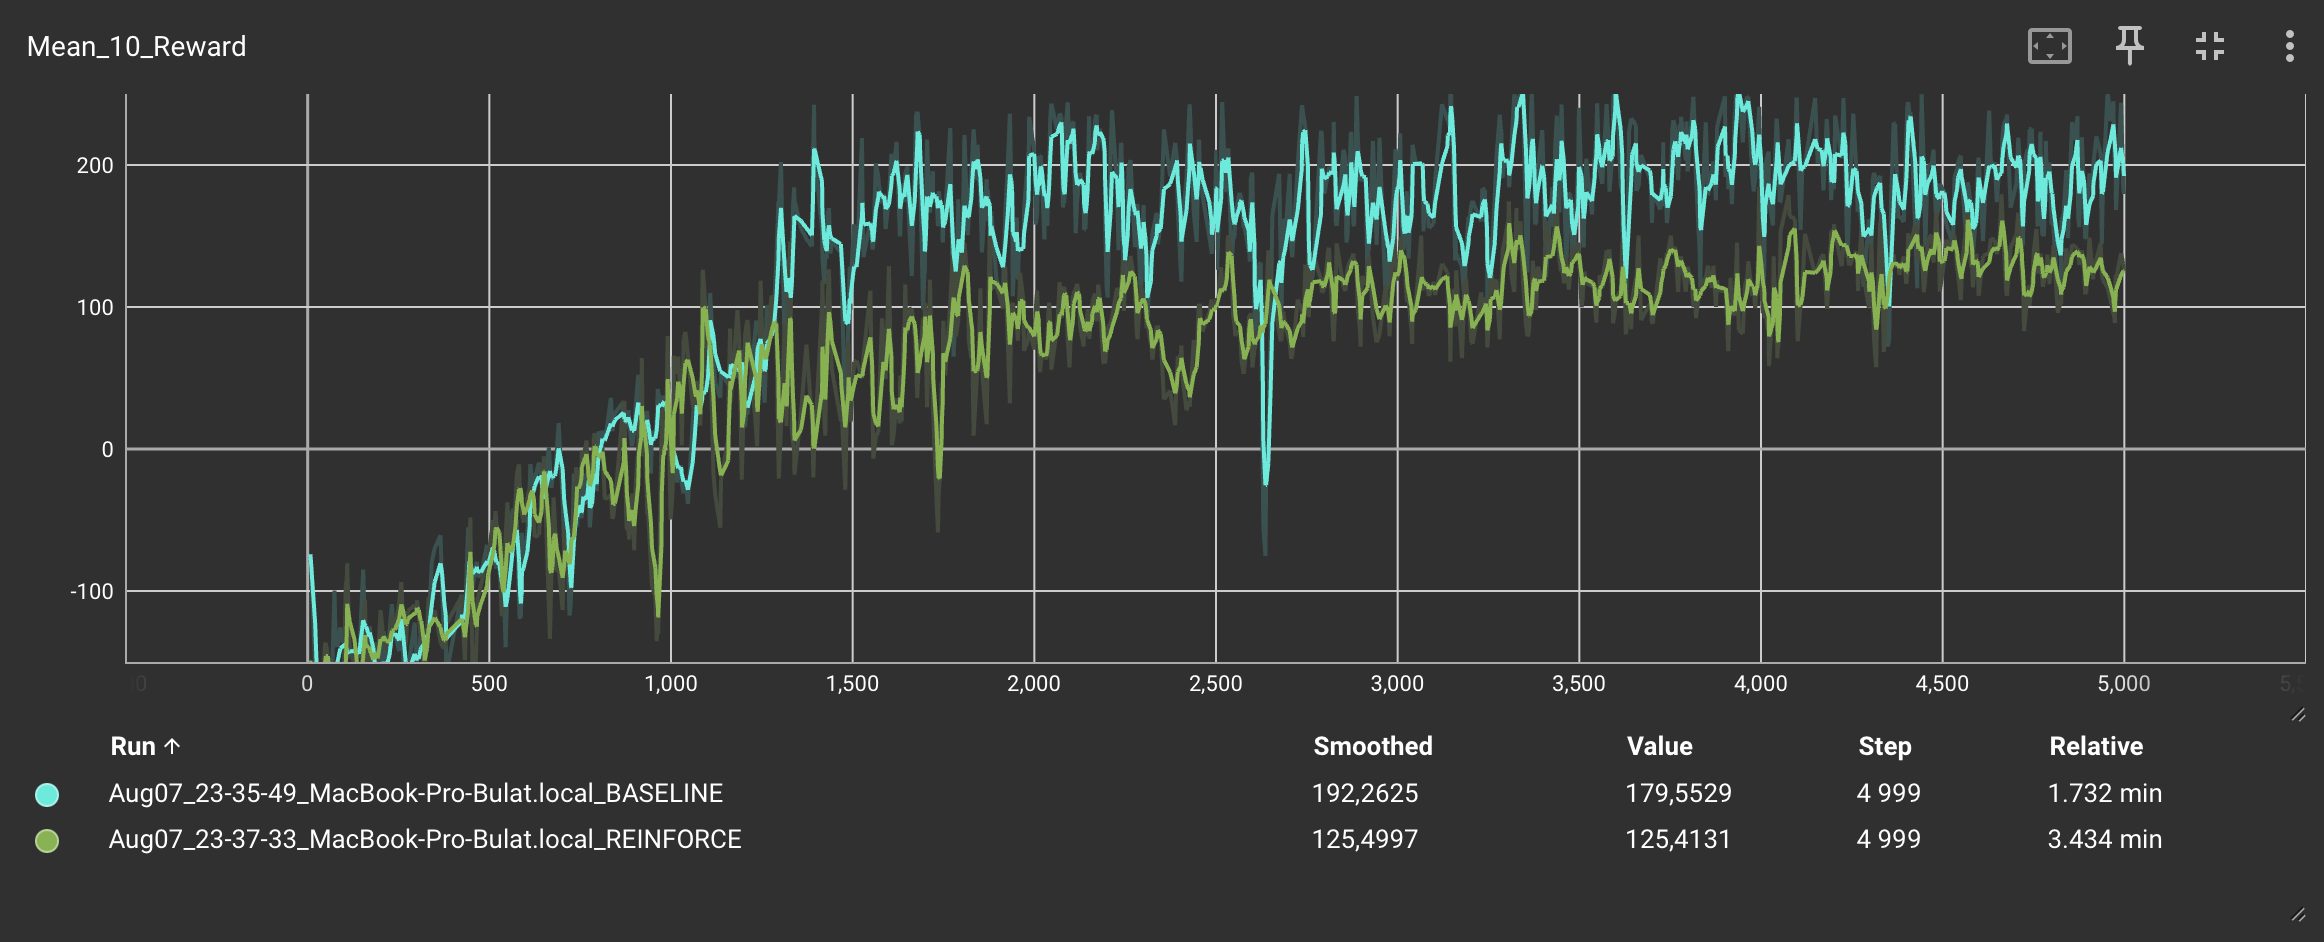 Mean_10_Reward
200
100
0
-100
0 500 1,000 1,500 2,000 2,500 3,000 3,500 4,000 4,500 5,000
Run ↑ Smoothed Value Step Relative
Aug07_23-35-49_MacBook-Pro-Bulat.local_BASELINE 192,2625 179,5529 4 999 1.732 min
Aug07_23-37-33_MacBook-Pro-Bulat.local_REINFORCE 125,4997 125,4131 4 999 3.434 min